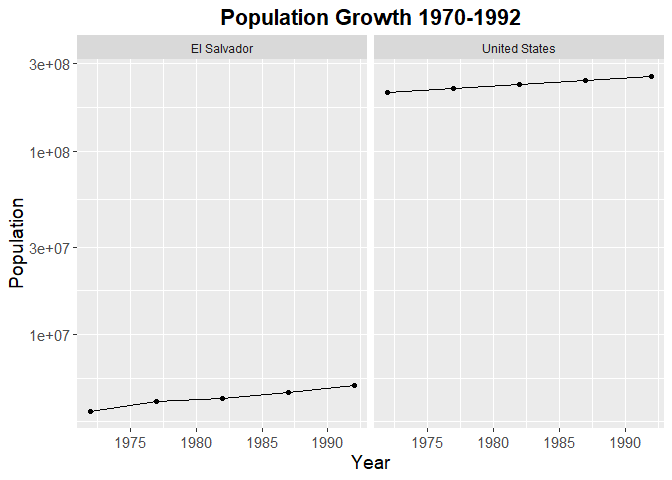 Population Growth 1970-1992
El Salvador United States
3e+08
1e+08
3e+07
1e+07
Population
1975 1980 1985 1990 1975 1980 1985 1990
Year